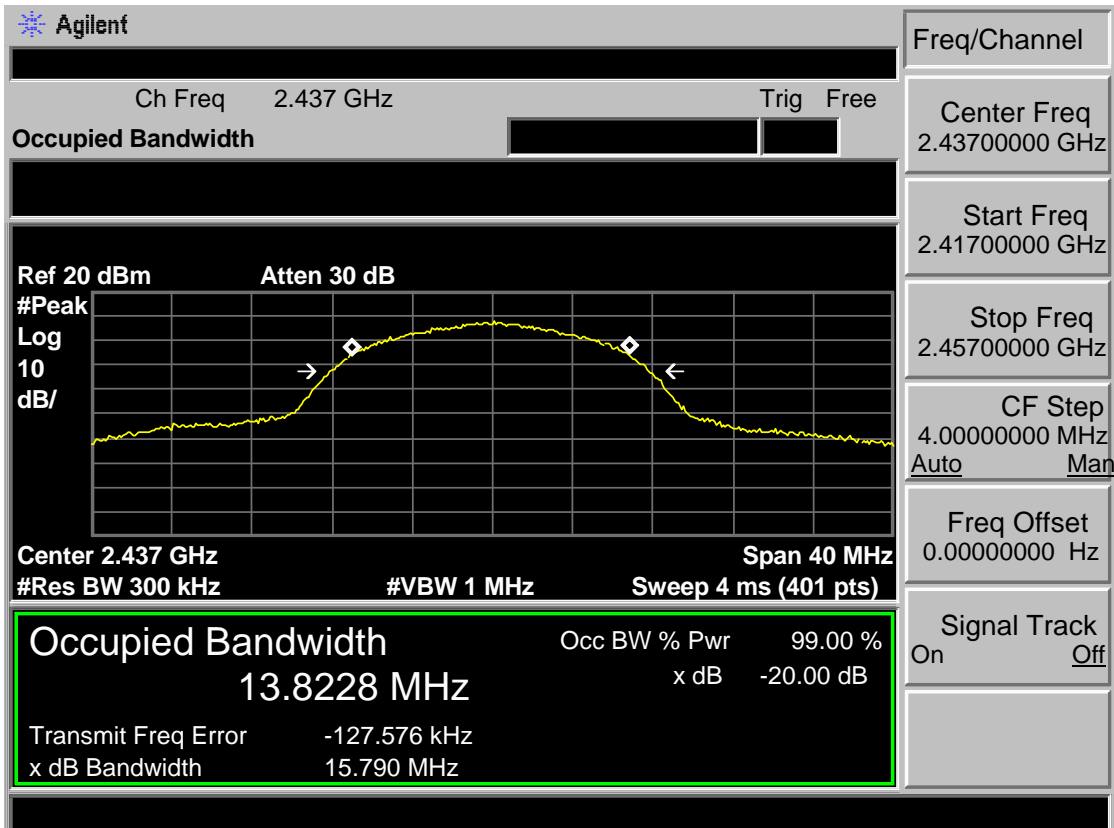 Agilent
Freq/Channel
Ch Freq 2.437 GHz Trig Free
Occupied Bandwidth
Center Freq
2.43700000 GHz
Start Freq
2.41700000 GHz
Stop Freq
2.45700000 GHz
CF Step
4.00000000 MHz
Auto Man
Freq Offset
0.00000000 Hz
Signal Track
On Off
Ref 20 dBm Atten 30 dB
#Peak
Log
10
dB/
Center 2.437 GHz Span 40 MHz
#Res BW 300 kHz #VBW 1 MHz Sweep 4 ms (401 pts)
Occupied Bandwidth
13.8228 MHz
Occ BW % Pwr 99.00 %
x dB -20.00 dB
Transmit Freq Error -127.576 kHz
x dB Bandwidth 15.790 MHz